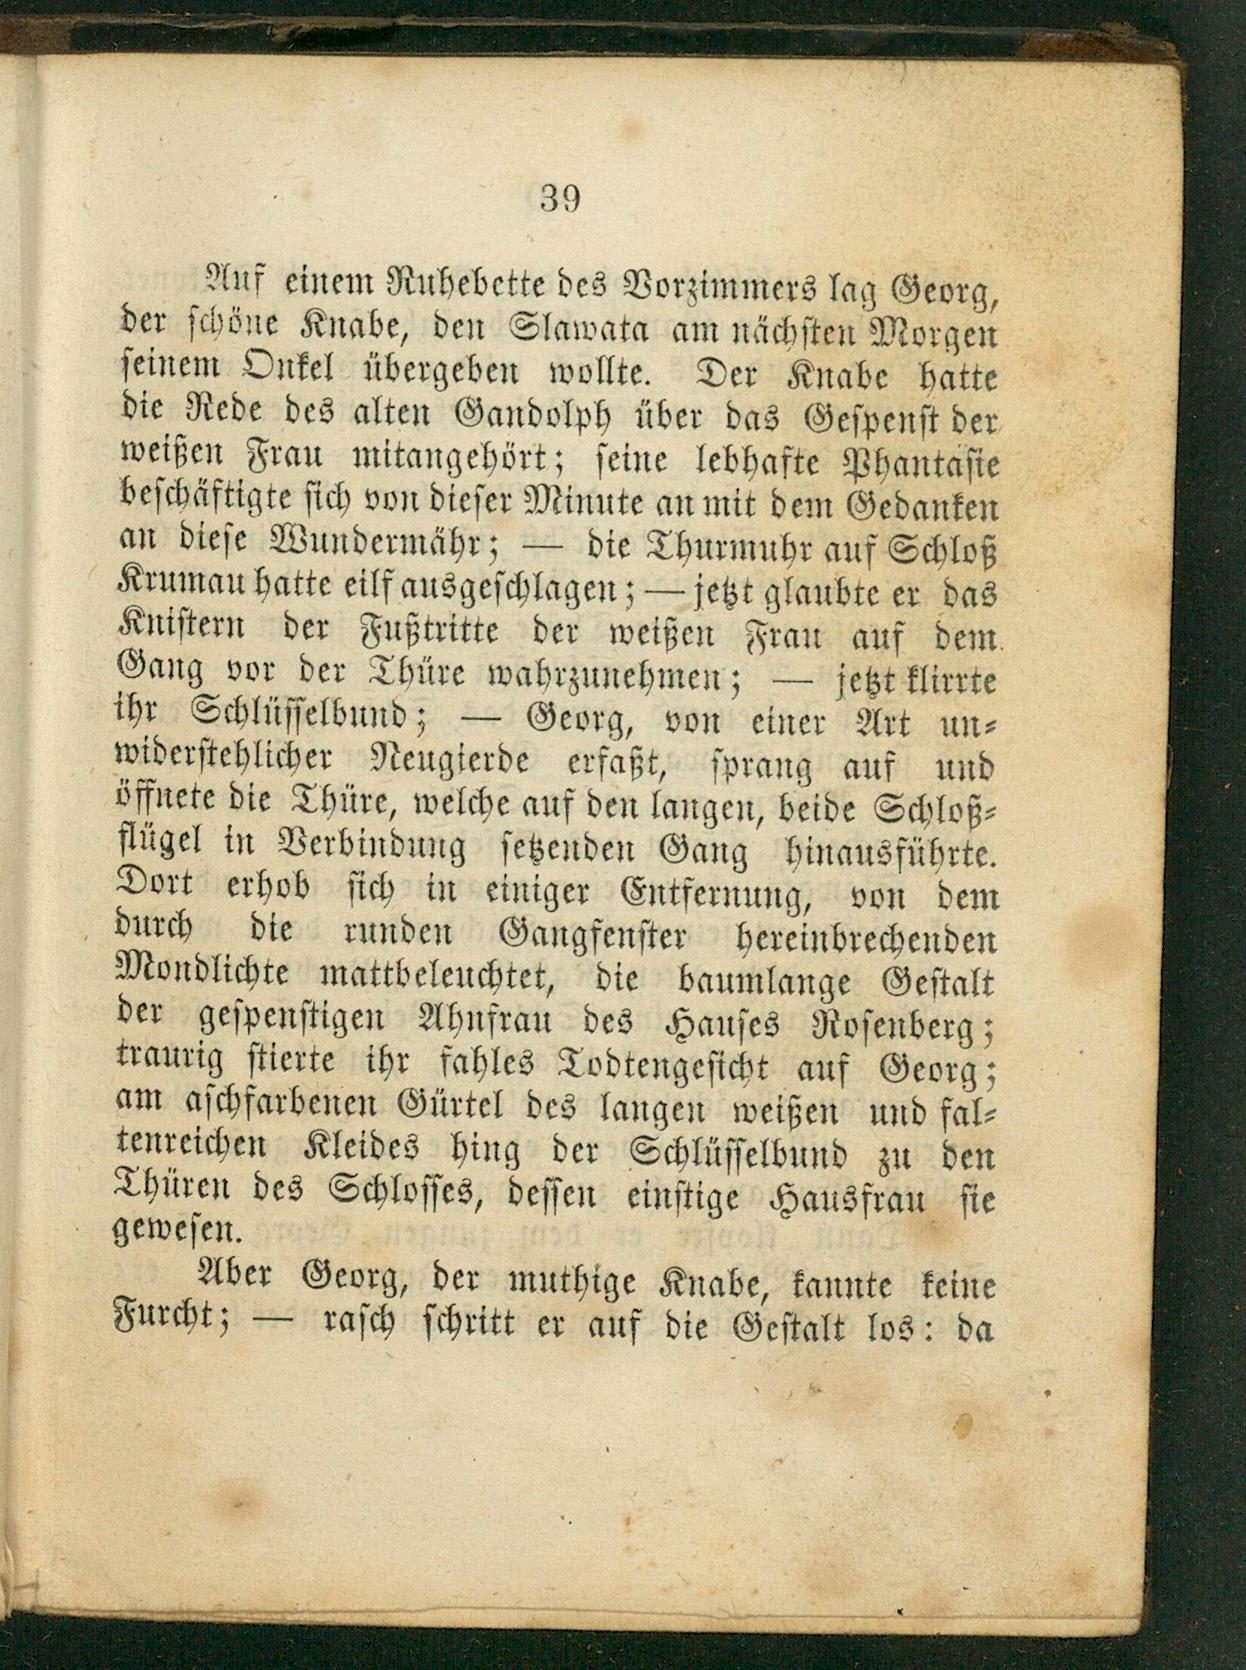 39
Auf einem Ruhebette des Vorzimmers lag Georg,
der schöne Knabe, den Slawata am nächsten Morgen
seinem Onkel übergeben wollte. Der Knabe hatte
die Rede des alten Gandolph über das Gespenst der
weißen Frau mitangehört; seine lebhafte Phantasie
beschäftigte sich von dieser Minute an mit dem Gedanken
an diese Wundermähr; — die Thurmuhr auf Schloß
Krumau hatte eilf ausgeschlagen; — jetzt glaubte er das
Knistern der Fußtritte der weißen Frau auf dem
Gang vor der Thüre wahrzunehmen; — jetzt klirrte
ihr Schlüsselbund; — Georg, von einer Art un-
widerstehlicher Neugierde erfaßt, sprang auf und
öffnete die Thüre, welche auf den langen, beide Schloß-
flügel in Verbindung setzenden Gang hinausführte.
Dort erhob sich in einiger Entfernung, von dem
durch die runden Gangfenster hereinbrechenden
Mondlichte mattbeleuchtet, die baumlange Gestalt
der gespenstigen Ahnfrau des Hauses Rosenberg;
traurig stierte ihr fahles Todtengesicht auf Georg;
am aschfarbenen Gürtel des langen weißen und fal-
tenreichen Kleides hing der Schlüsselbund zu den
Thüren des Schlosses, dessen einstige Hausfrau sie
gewesen.
Aber Georg, der muthige Knabe, kannte keine
Furcht; — rasch schritt er auf die Gestalt los: da